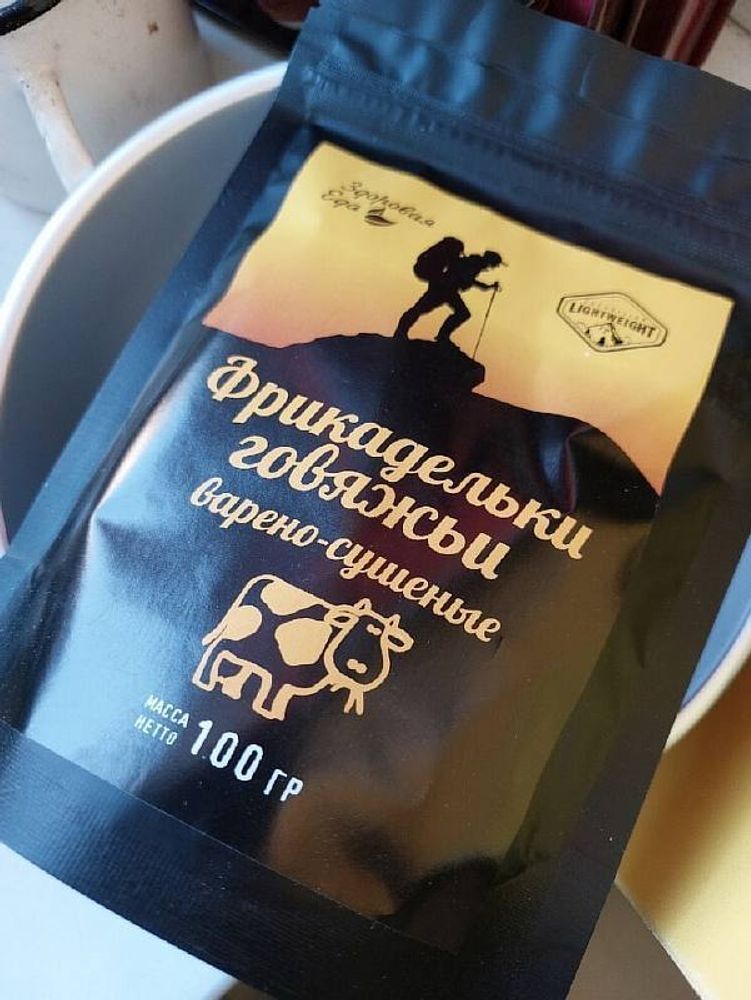 Здоровая
Еда
LIGHTWEIGHT
Фрикадельки
говяжьи
варено-сушеные
МАССА
НЕТТО 100 ГР